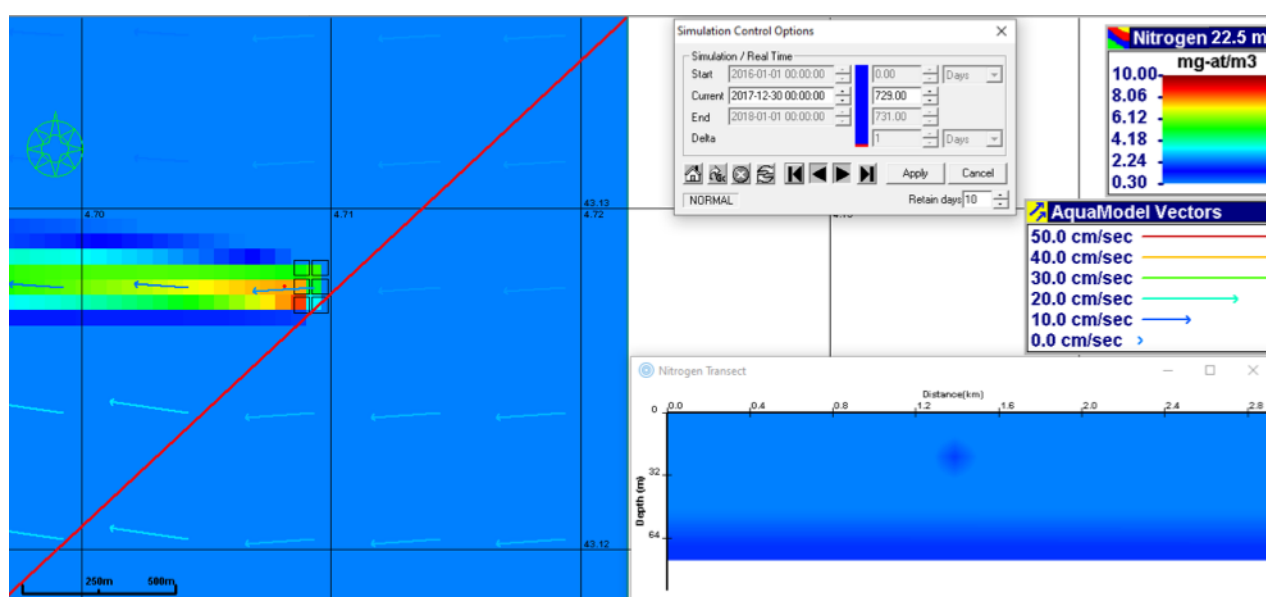 Simulation Control Options
Simulation / Real Time
Start 2016-01-01 00:00:00 0.00 Days
Current 2017-12-30 00:00:00 729.00
End 2018-01-01 00:00:00 731.00
Delta 1 Days
Apply Cancel
NORMAL Retain days 10
Nitrogen 22.5 m
mg-at/m3
10.00
8.06
6.12
4.18
2.24
0.30
43.13
4.70 4.71 4.72
AquaModel Vectors
50.0 cm/sec
40.0 cm/sec
30.0 cm/sec
20.0 cm/sec
10.0 cm/sec
0.0 cm/sec
43.12
250m 500m
Nitrogen Transect
Distance(km)
0.0 0.4 0.8 1.2 1.6 2.0 2.4 2.8
Depth (m)
0
32
64